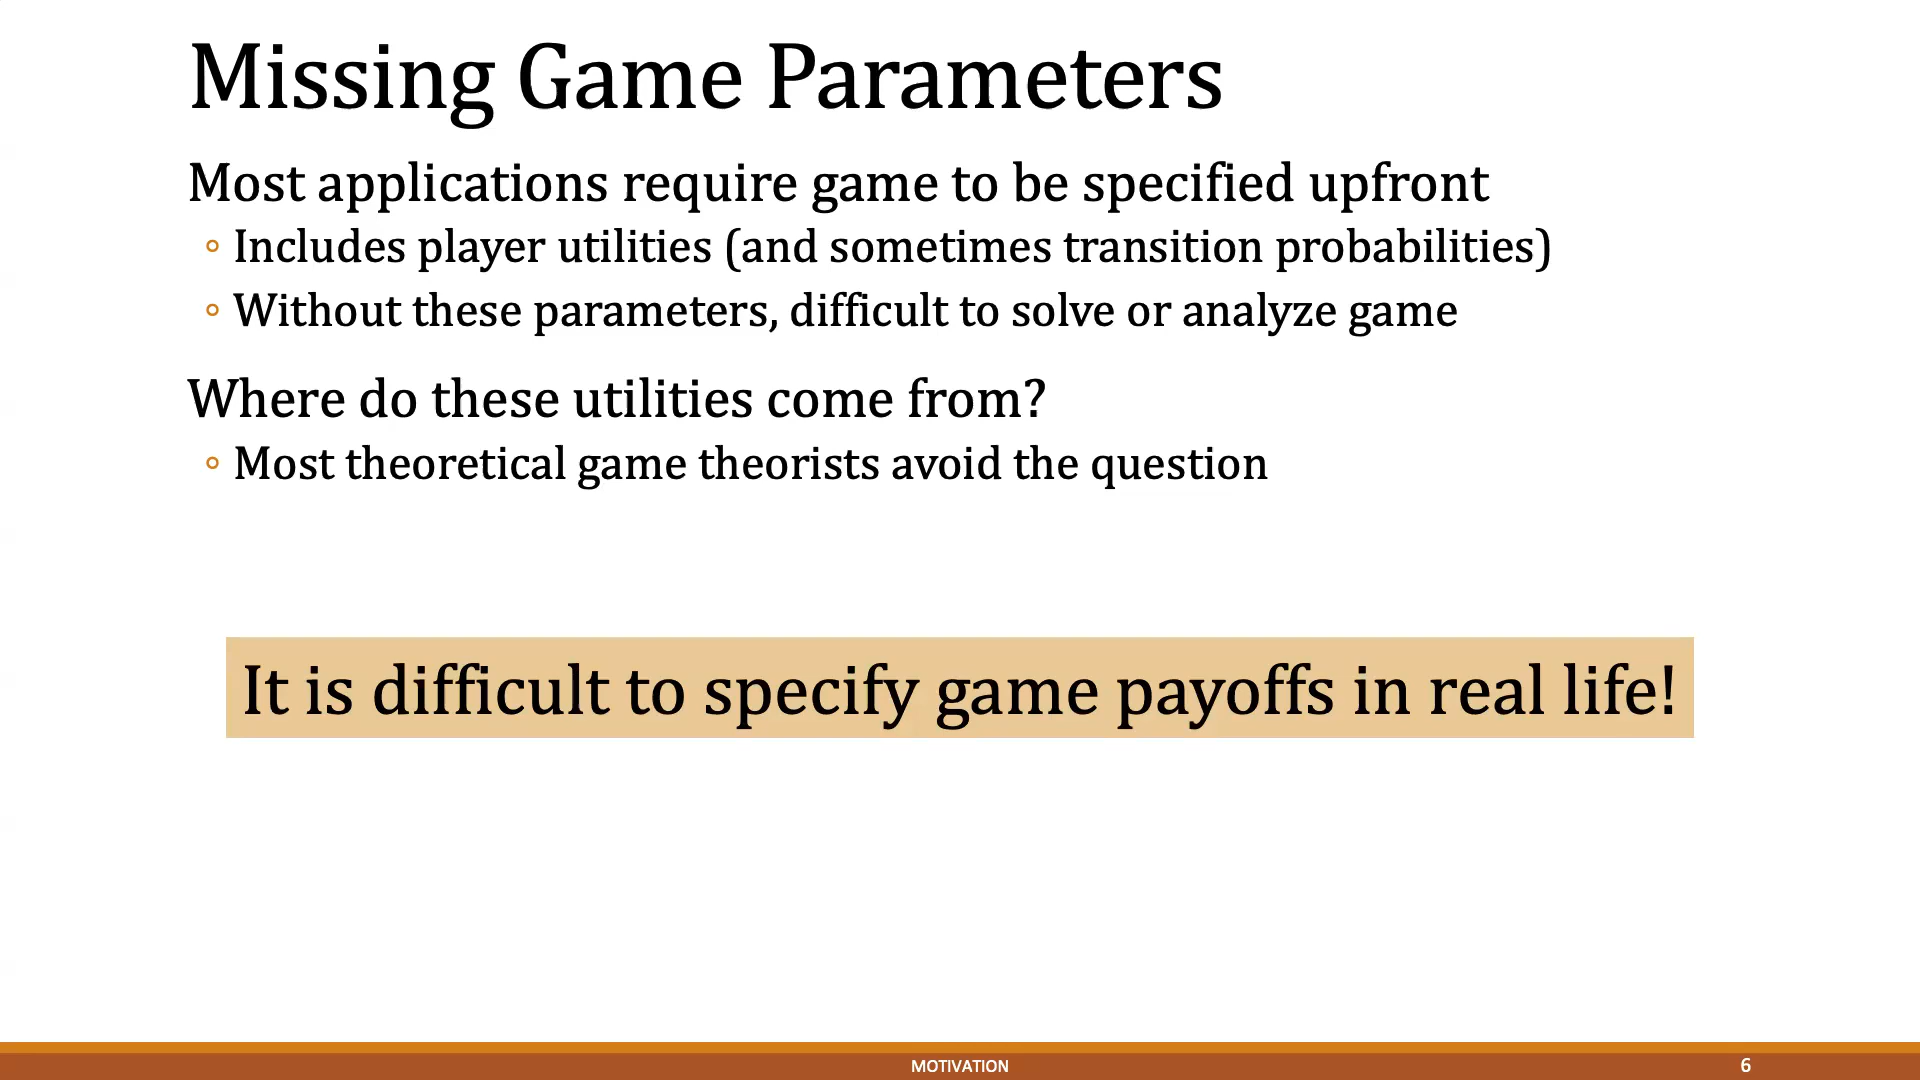 Missing Game Parameters
Most applications require game to be specified upfront
◦ Includes player utilities (and sometimes transition probabilities)
◦ Without these parameters, difficult to solve or analyze game
Where do these utilities come from?
◦ Most theoretical game theorists avoid the question
It is difficult to specify game payoffs in real life!
MOTIVATION
6